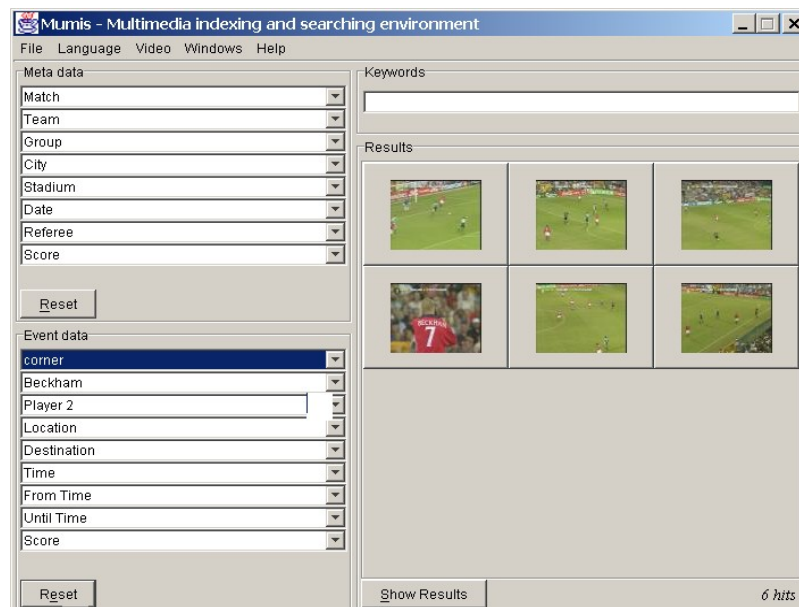 Mumis - Multimedia indexing and searching environment
File Language Video Windows Help
Meta data
Match
Team
Group
City
Stadium
Date
Referee
Score
Reset
Event data
corner
Beckham
Player 2
Location
Destination
Time
From Time
Until Time
Score
Reset
Keywords
Results
BECKHAM
7
Show Results
6 hits